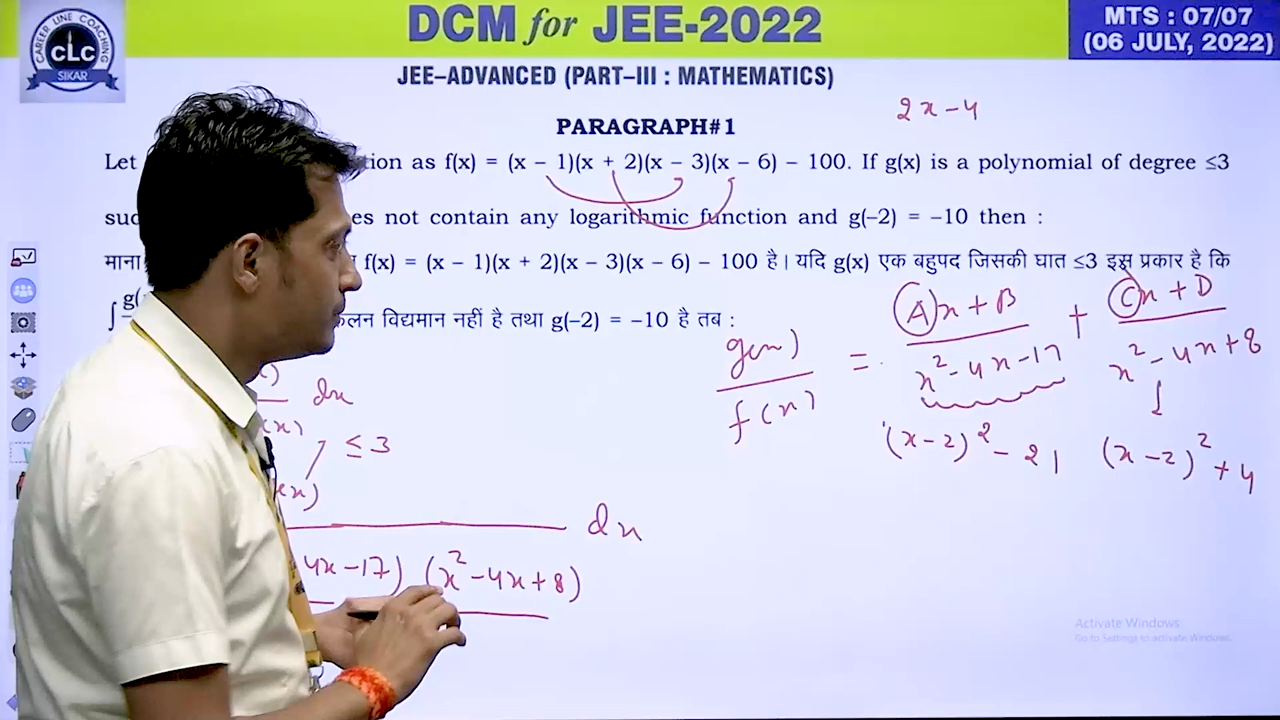 DCM for JEE-2022
MTS : 07/07
(06 JULY, 2022)
CAREER LINE COACHING
CLC
SIKAR
JEE–ADVANCED (PART–III : MATHEMATICS)
2x-4
PARAGRAPH#1
Let tion as f(x) = (x – 1)(x + 2)(x – 3)(x – 6) – 100. If g(x) is a polynomial of degree ≤3
suc es not contain any logarithmic function and g(–2) = –10 then :
माना f(x) = (x – 1)(x + 2)(x – 3)(x – 6) – 100 है। यदि g(x) एक बहुपद जिसकी घात ≤3 इस प्रकार है कि
∫ g( कलन विद्यमान नहीं है तथा g(–2) = –10 है तब :
g(x)/f(x) = (Ax+B)/(x²-4x-17) + (Cx+D)/(x²-4x+8)
(x-2)²-21 (x-2)²+4
dx
≤3
dx
4x-17) (x²-4x+8)
Activate Windows
Go to Settings to activate Windows.